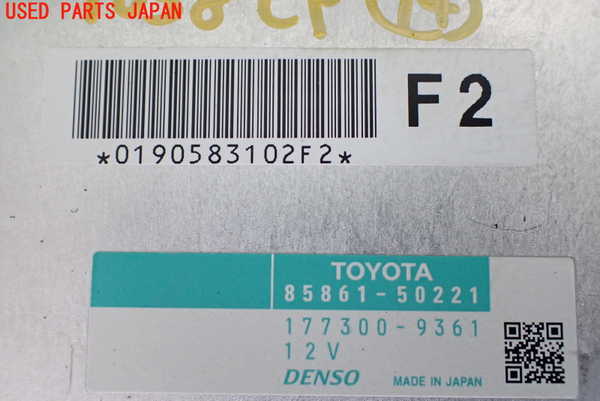 USED PARTS JAPAN
F2
*0190583102F2*
TOYOTA
85861-50221
177300-9361
12V
DENSO MADE IN JAPAN